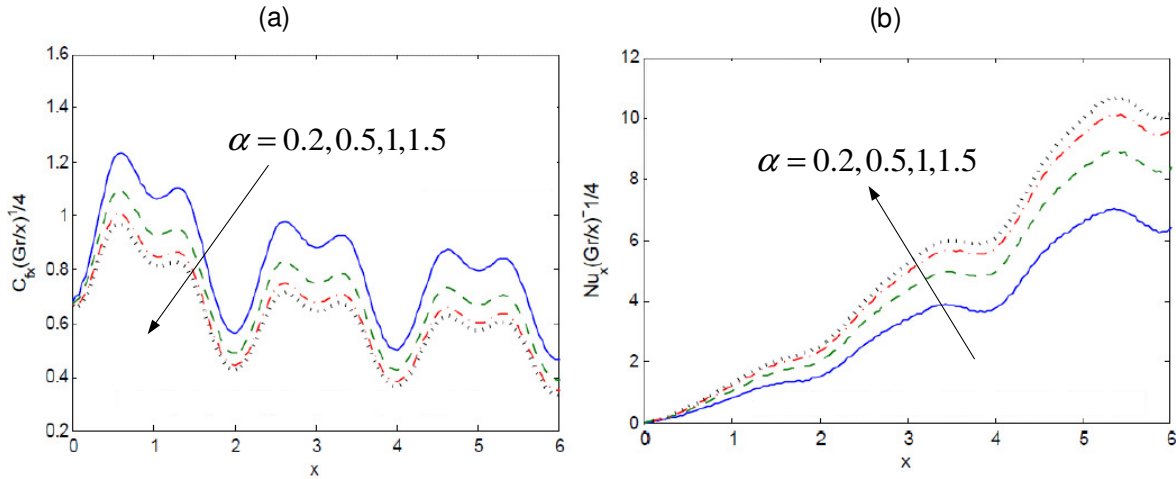 (a)
1.6
1.4
1.2
1
0.8
0.6
0.4
0.2
C_fx(Gr/x)^1/4
α = 0.2,0.5,1,1.5
0 1 2 3 4 5 6
x
(b)
12
10
8
6
4
2
0
Nu_x(Gr/x)^-1/4
α = 0.2,0.5,1,1.5
0 1 2 3 4 5 6
x